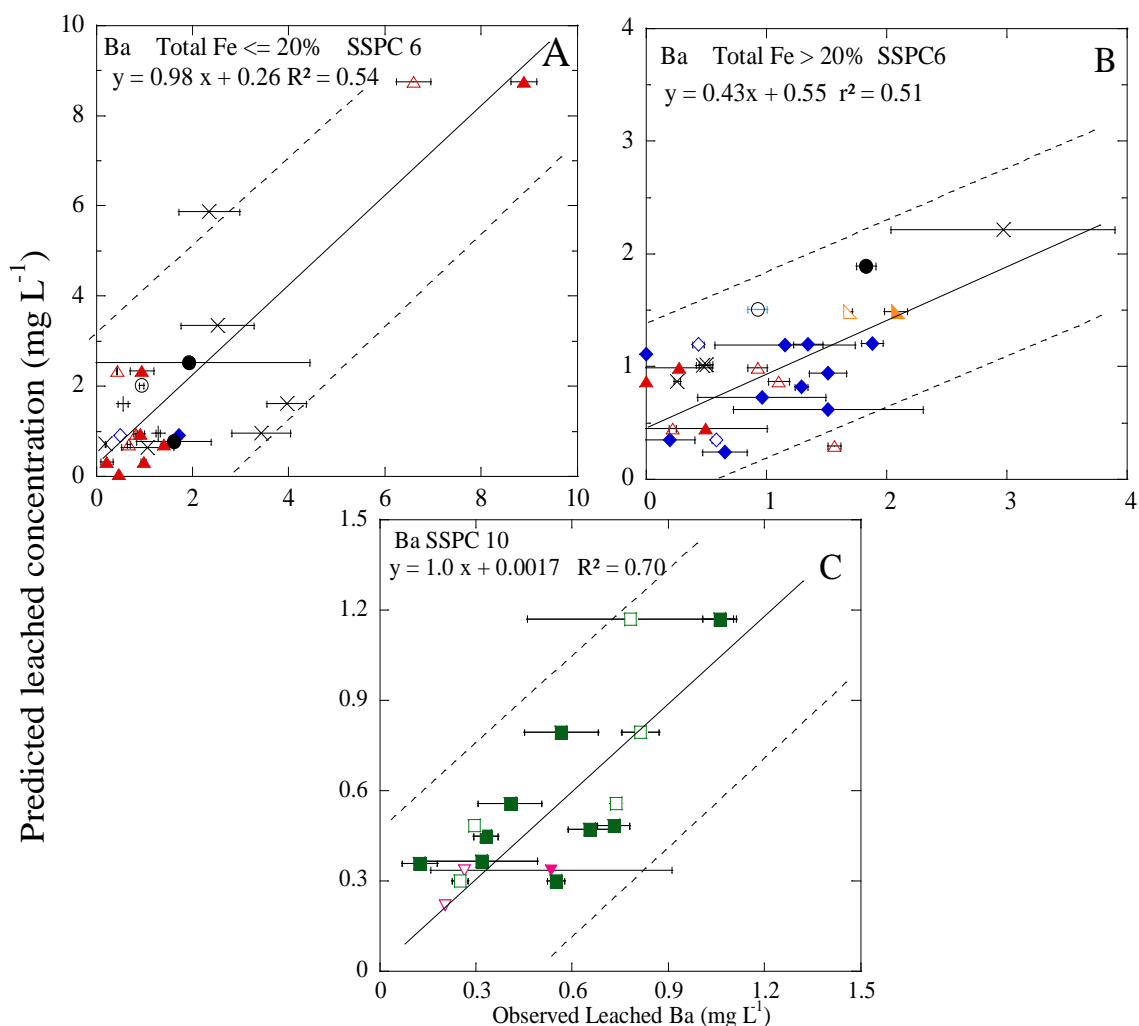 Predicted leached concentration (mg L⁻¹)
Ba Total Fe <= 20% SSPC 6
y = 0.98 x + 0.26 R² = 0.54
A
10
8
6
4
2
0
0 2 4 6 8 10
Ba Total Fe > 20% SSPC6
y = 0.43x + 0.55 r² = 0.51
B
4
3
2
1
0
0 1 2 3 4
Ba SSPC 10
y = 1.0 x + 0.0017 R² = 0.70
C
1.5
1.2
0.9
0.6
0.3
0
0 0.3 0.6 0.9 1.2 1.5
Observed Leached Ba (mg L⁻¹)